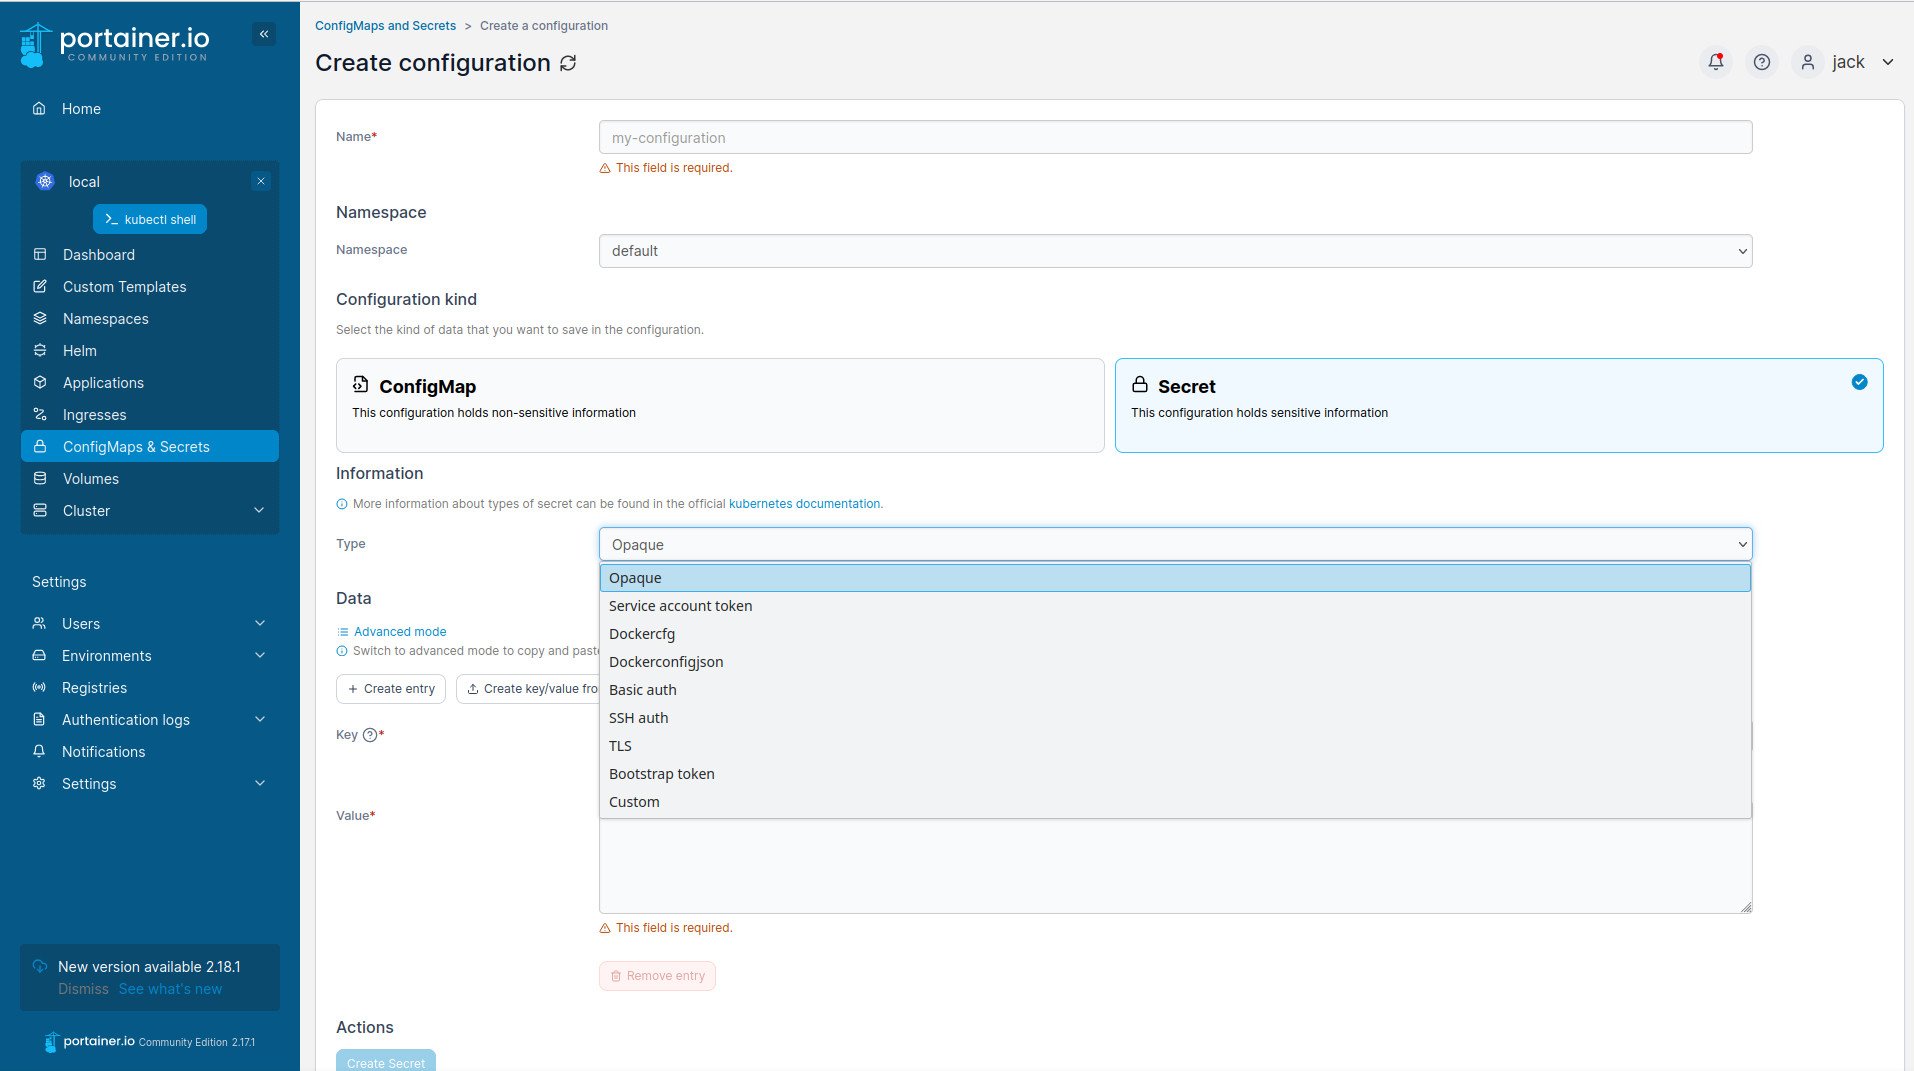 portainer.io
COMMUNITY EDITION
Home
local
kubectl shell
Dashboard
Custom Templates
Namespaces
Helm
Applications
Ingresses
ConfigMaps & Secrets
Volumes
Cluster
Settings
Users
Environments
Registries
Authentication logs
Notifications
Settings
New version available 2.18.1
Dismiss See what's new
portainer.io Community Edition 2.17.1
ConfigMaps and Secrets > Create a configuration
Create configuration
jack
Name*
my-configuration
This field is required.
Namespace
Namespace
default
Configuration kind
Select the kind of data that you want to save in the configuration.
ConfigMap
This configuration holds non-sensitive information
Secret
This configuration holds sensitive information
Information
More information about types of secret can be found in the official kubernetes documentation.
Type
Opaque
Opaque
Service account token
Dockercfg
Dockerconfigjson
Basic auth
SSH auth
TLS
Bootstrap token
Custom
Data
Advanced mode
Switch to advanced mode to copy and paste
Create entry
Create key/value fro
Key *
Value*
This field is required.
Remove entry
Actions
Create Secret